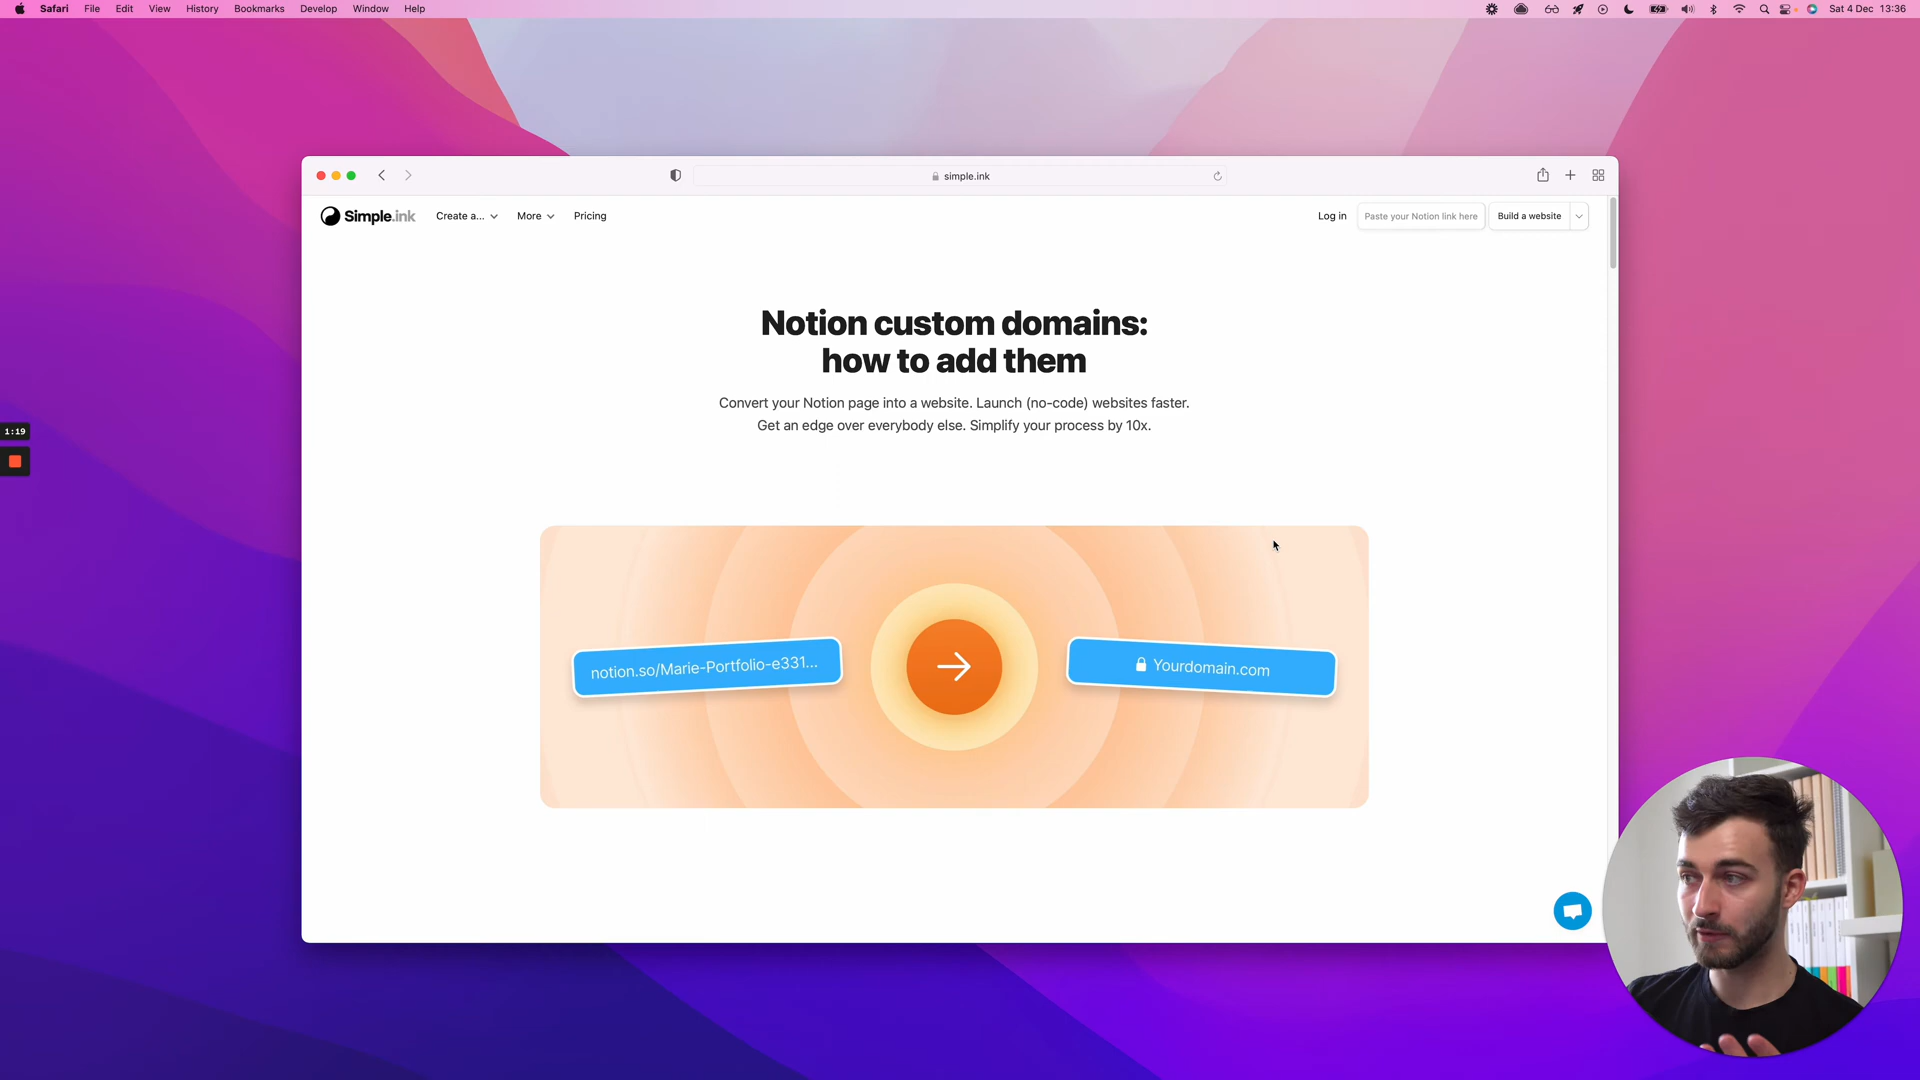 Safari File Edit View History Bookmarks Develop Window Help
Sat 4 Dec 13:36
simple.ink
Simple.ink Create a... More Pricing
Log in Paste your Notion link here Build a website
Notion custom domains:
how to add them
Convert your Notion page into a website. Launch (no-code) websites faster.
Get an edge over everybody else. Simplify your process by 10x.
1:19
notion.so/Marie-Portfolio-e331...
Yourdomain.com